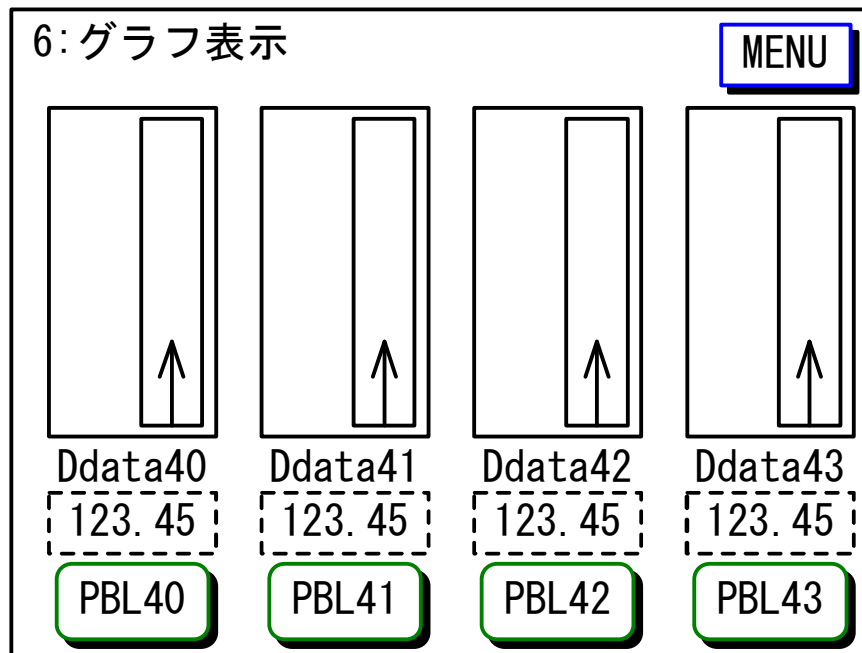 6:グラフ表示
MENU
Ddata40 Ddata41 Ddata42 Ddata43
123.45 123.45 123.45 123.45
PBL40 PBL41 PBL42 PBL43